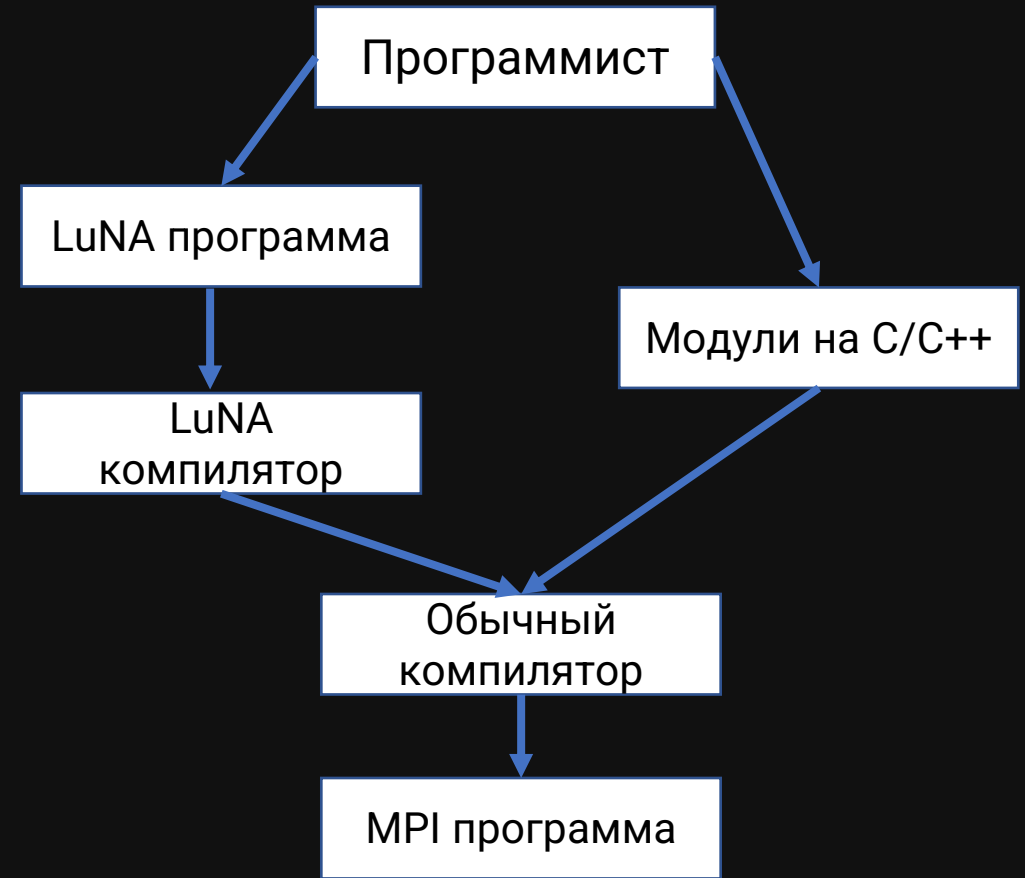 Программист
LuNA программа
Модули на C/C++
LuNA
компилятор
Обычный
компилятор
MPI программа